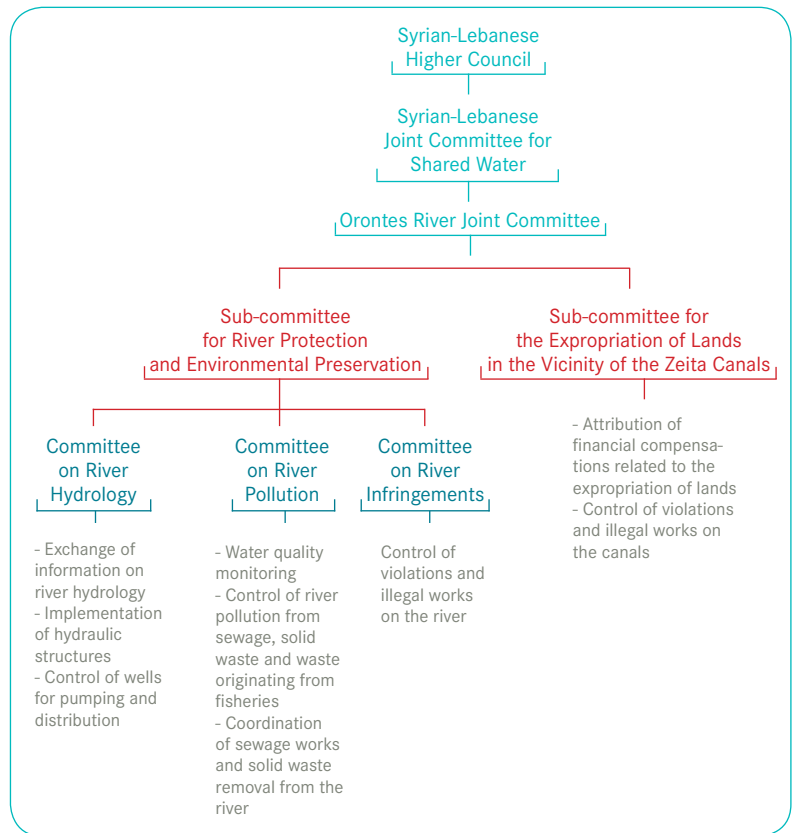 Syrian-Lebanese
Higher Council
Syrian-Lebanese
Joint Committee for
Shared Water
Orontes River Joint Committee
Sub-committee
for River Protection
and Environmental Preservation
Sub-committee for
the Expropriation of Lands
in the Vicinity of the Zeita Canals
- Attribution of
financial compensa-
tions related to the
expropriation of lands
- Control of violations
and illegal works on
the canals
Committee
on River
Hydrology
- Exchange of
information on
river hydrology
- Implementation
of hydraulic
structures
- Control of wells
for pumping and
distribution
Committee
on River
Pollution
- Water quality
monitoring
- Control of river
pollution from
sewage, solid
waste and waste
originating from
fisheries
- Coordination
of sewage works
and solid waste
removal from the
river
Committee
on River
Infringements
Control of
violations and
illegal works
on the river